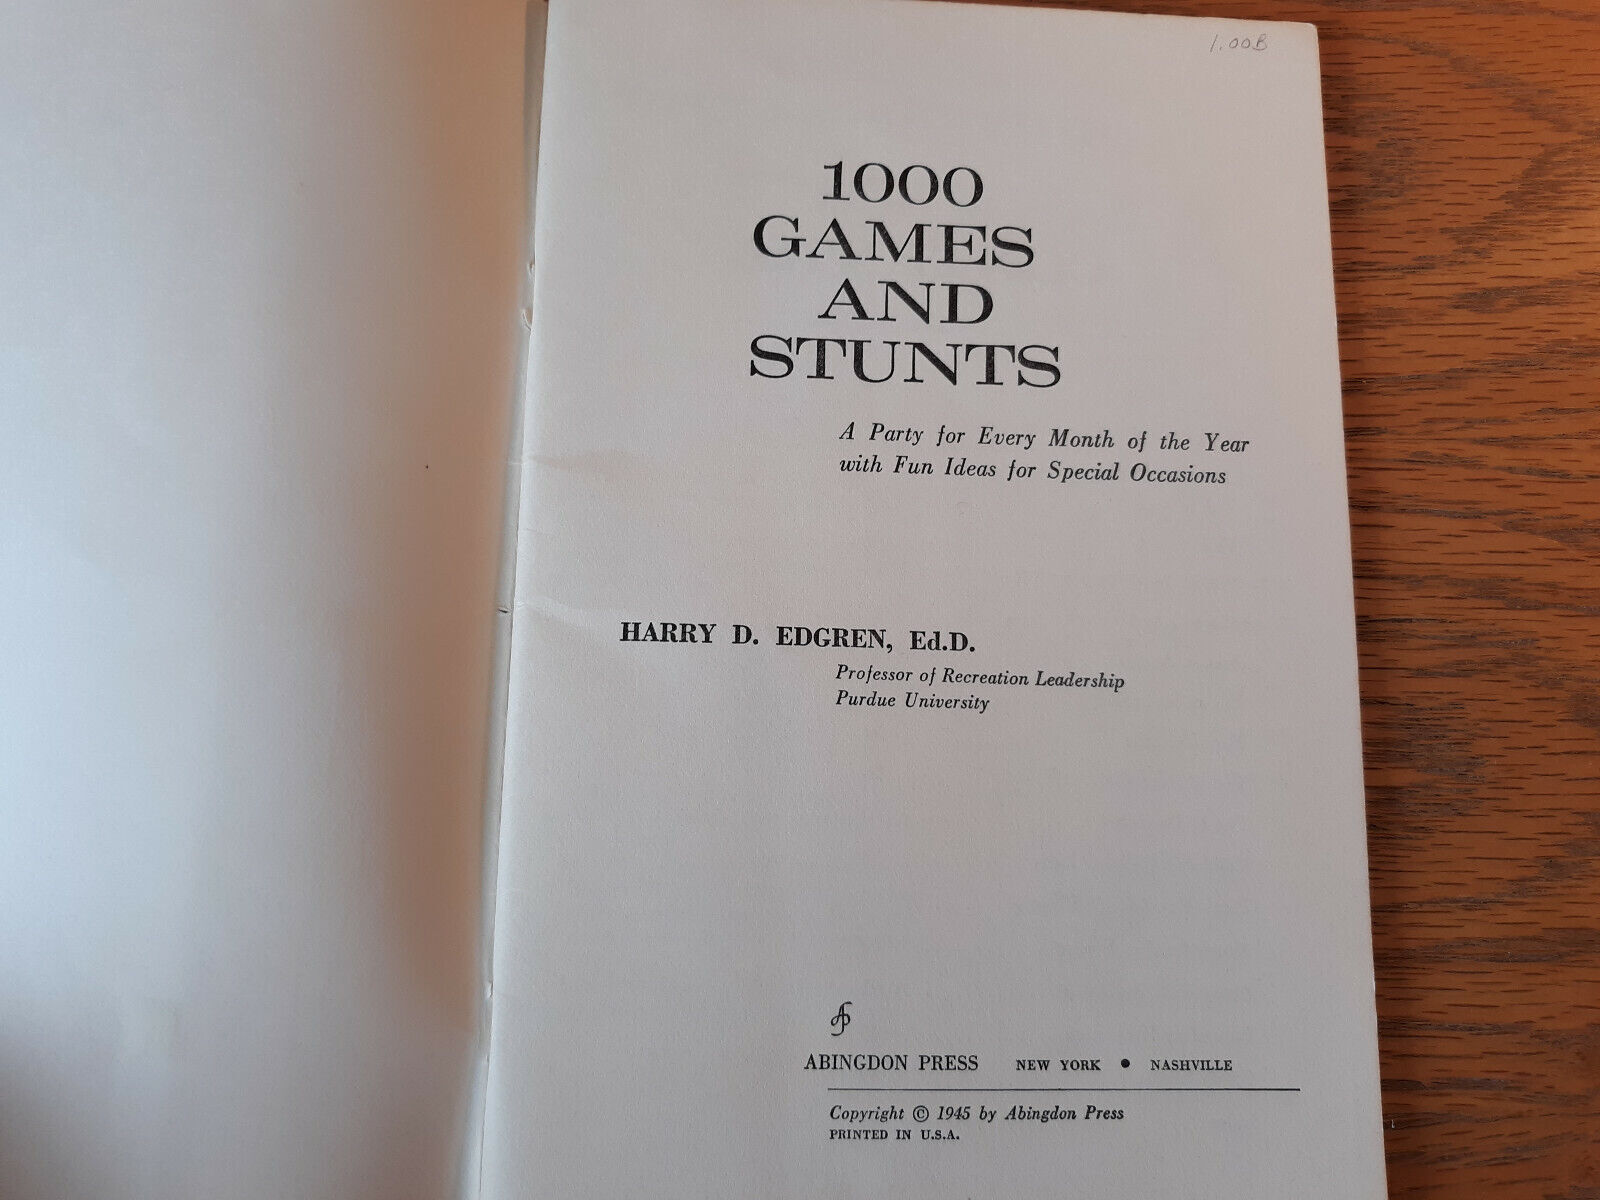 1.00B
1000
GAMES
AND
STUNTS
A Party for Every Month of the Year
with Fun Ideas for Special Occasions
HARRY D. EDGREN, Ed.D.
Professor of Recreation Leadership
Purdue University
AP
ABINGDON PRESS NEW YORK • NASHVILLE
Copyright © 1945 by Abingdon Press
PRINTED IN U.S.A.